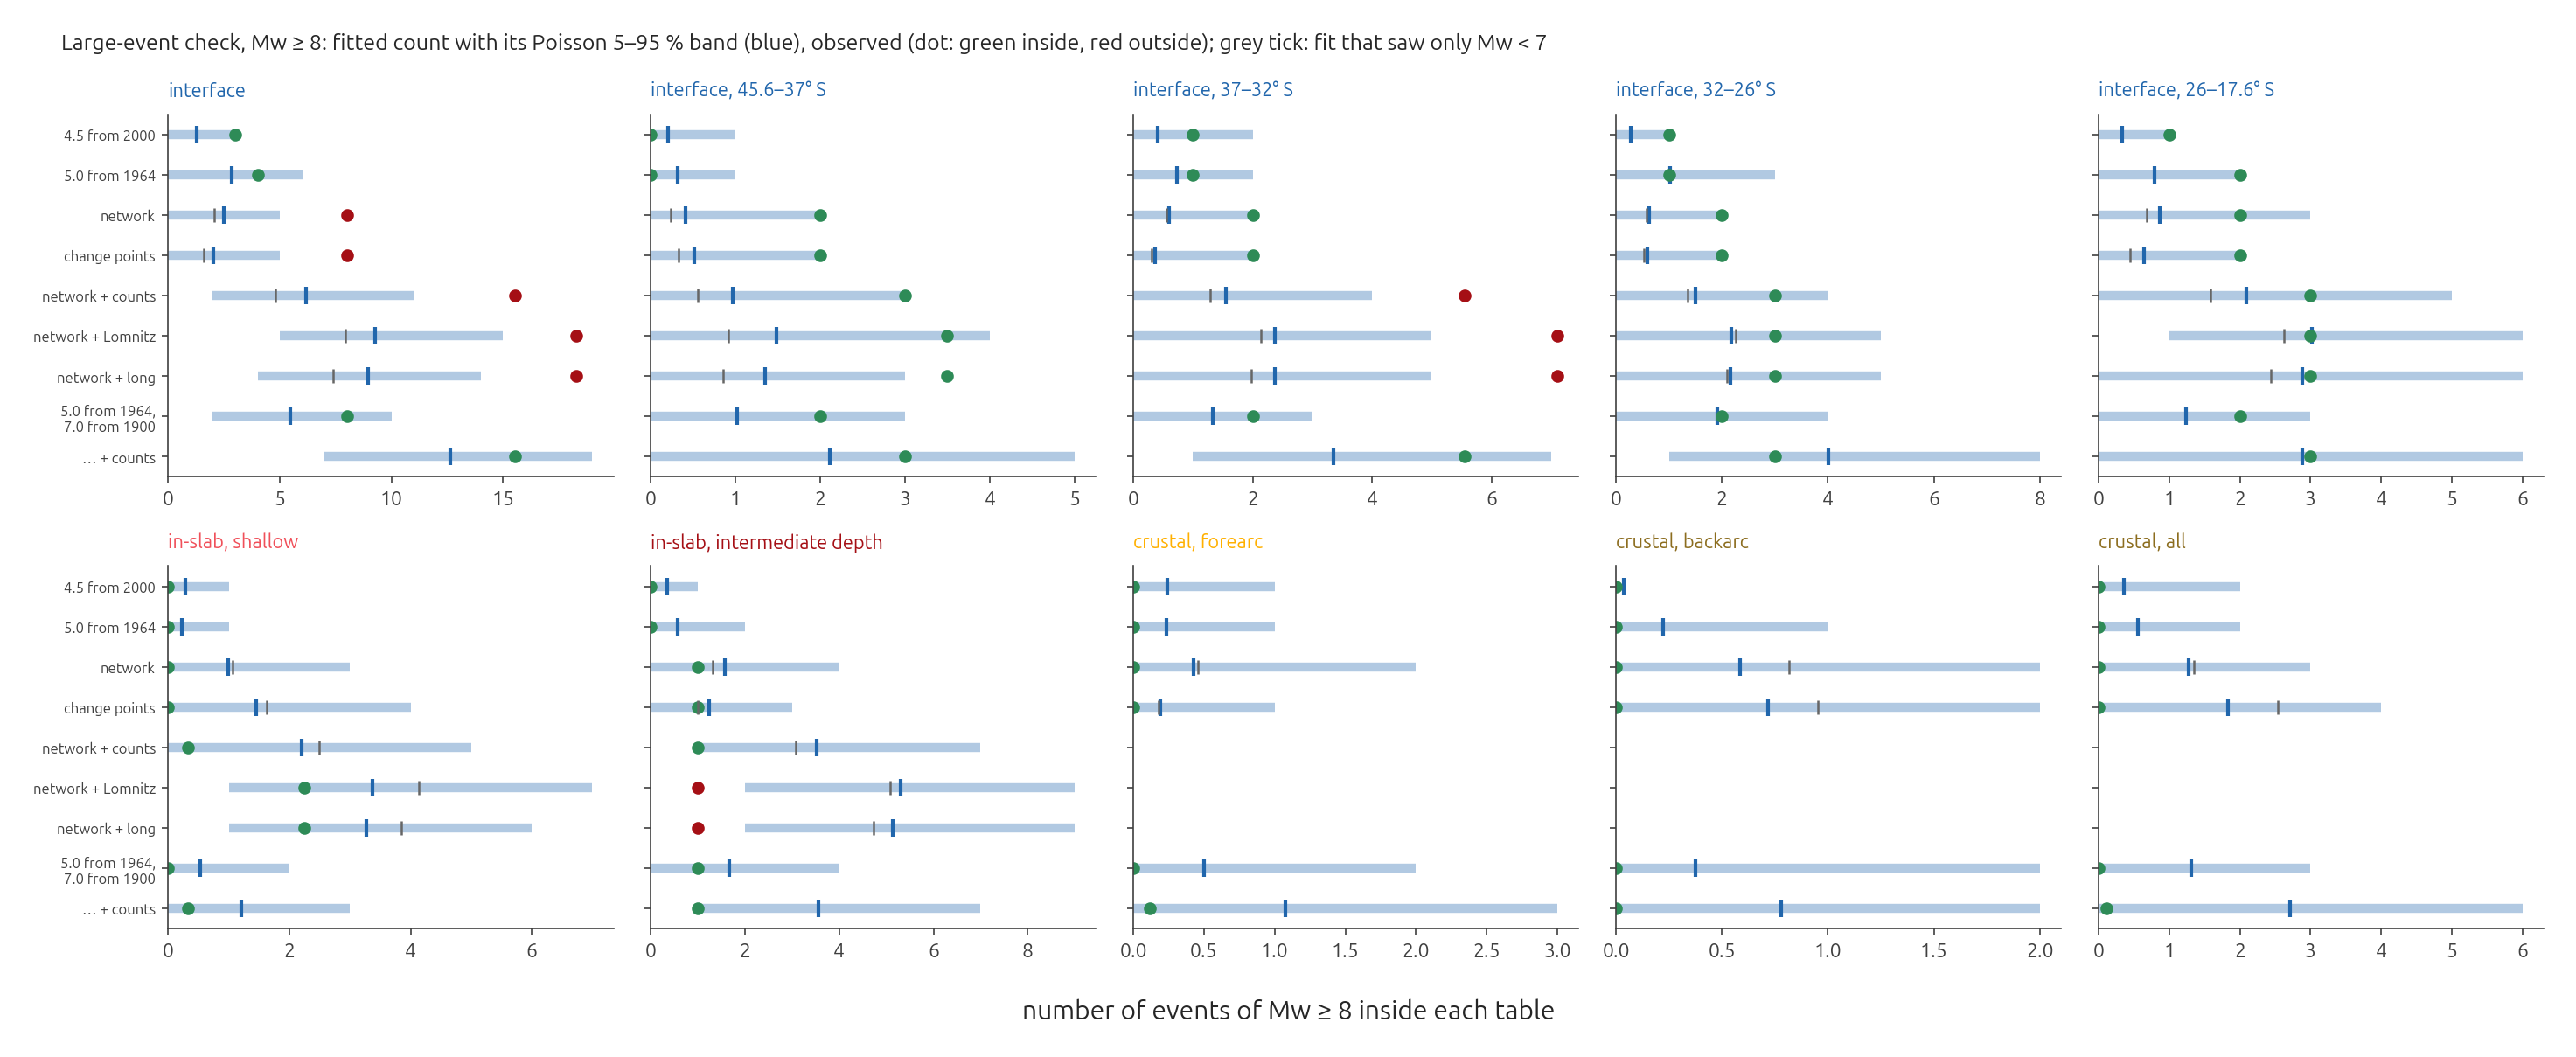 Large-event check, Mw ≥ 8: fitted count with its Poisson 5–95 % band (blue), observed (dot: green inside, red outside); grey tick: fit that saw only Mw < 7
interface
interface, 45.6–37° S
interface, 37–32° S
interface, 32–26° S
interface, 26–17.6° S
4.5 from 2000
5.0 from 1964
network
change points
network + counts
network + Lomnitz
network + long
5.0 from 1964,
7.0 from 1900
… + counts
0 5 10 15
0 1 2 3 4 5
0 2 4 6
0 2 4 6 8
0 1 2 3 4 5 6
in-slab, shallow
in-slab, intermediate depth
crustal, forearc
crustal, backarc
crustal, all
4.5 from 2000
5.0 from 1964
network
change points
network + counts
network + Lomnitz
network + long
5.0 from 1964,
7.0 from 1900
… + counts
0 2 4 6
0 2 4 6 8
0.0 0.5 1.0 1.5 2.0 2.5 3.0
0.0 0.5 1.0 1.5 2.0
0 1 2 3 4 5 6
number of events of Mw ≥ 8 inside each table